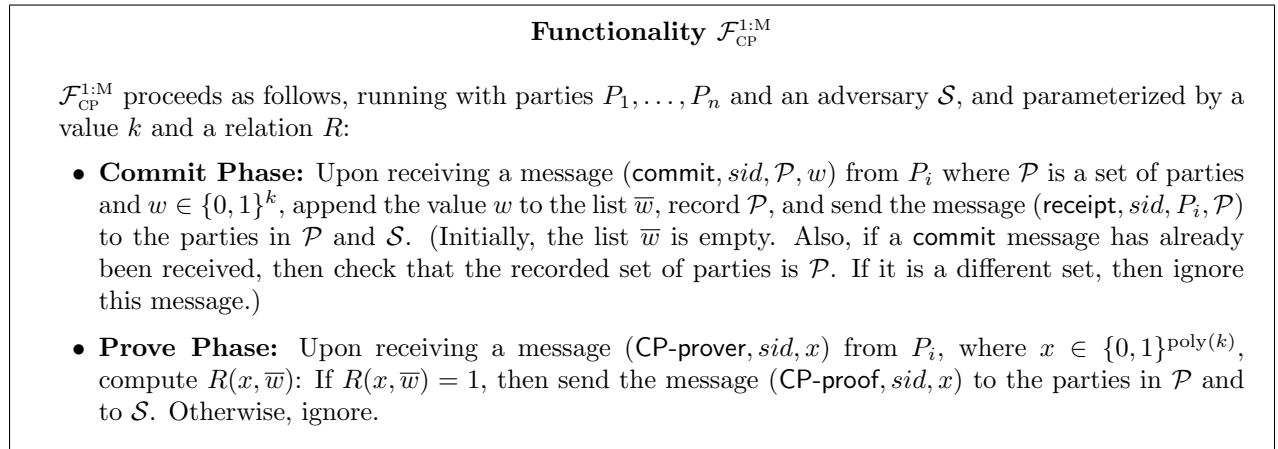 Functionality $\mathcal{F}_{\text{CP}}^{1:\text{M}}$
$\mathcal{F}_{\text{CP}}^{1:\text{M}}$ proceeds as follows, running with parties $P_1, \ldots, P_n$ and an adversary $\mathcal{S}$, and parameterized by a
value $k$ and a relation $R$:
• Commit Phase: Upon receiving a message (commit, $sid$, $\mathcal{P}$, $w$) from $P_i$ where $\mathcal{P}$ is a set of parties
and $w \in \{0,1\}^k$, append the value $w$ to the list $\overline{w}$, record $\mathcal{P}$, and send the message (receipt, $sid$, $P_i$, $\mathcal{P}$)
to the parties in $\mathcal{P}$ and $\mathcal{S}$. (Initially, the list $\overline{w}$ is empty. Also, if a commit message has already
been received, then check that the recorded set of parties is $\mathcal{P}$. If it is a different set, then ignore
this message.)
• Prove Phase: Upon receiving a message (CP-prover, $sid$, $x$) from $P_i$, where $x \in \{0,1\}^{\text{poly}(k)}$,
compute $R(x, \overline{w})$: If $R(x, \overline{w}) = 1$, then send the message (CP-proof, $sid$, $x$) to the parties in $\mathcal{P}$ and
to $\mathcal{S}$. Otherwise, ignore.